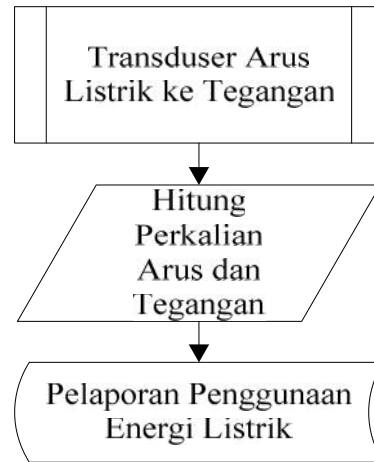 Transduser Arus
Listrik ke Tegangan
Hitung
Perkalian
Arus dan
Tegangan
Pelaporan Penggunaan
Energi Listrik